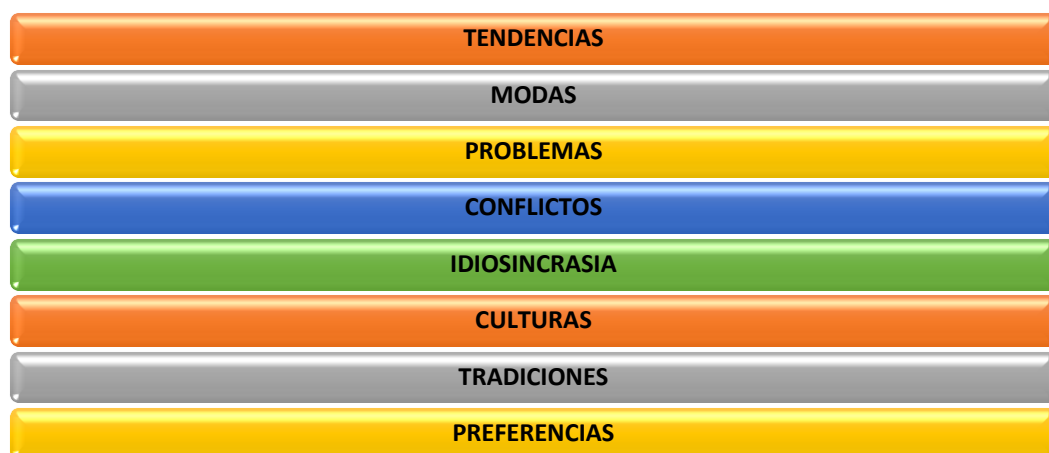 TENDENCIAS
MODAS
PROBLEMAS
CONFLICTOS
IDIOSINCRASIA
CULTURAS
TRADICIONES
PREFERENCIAS